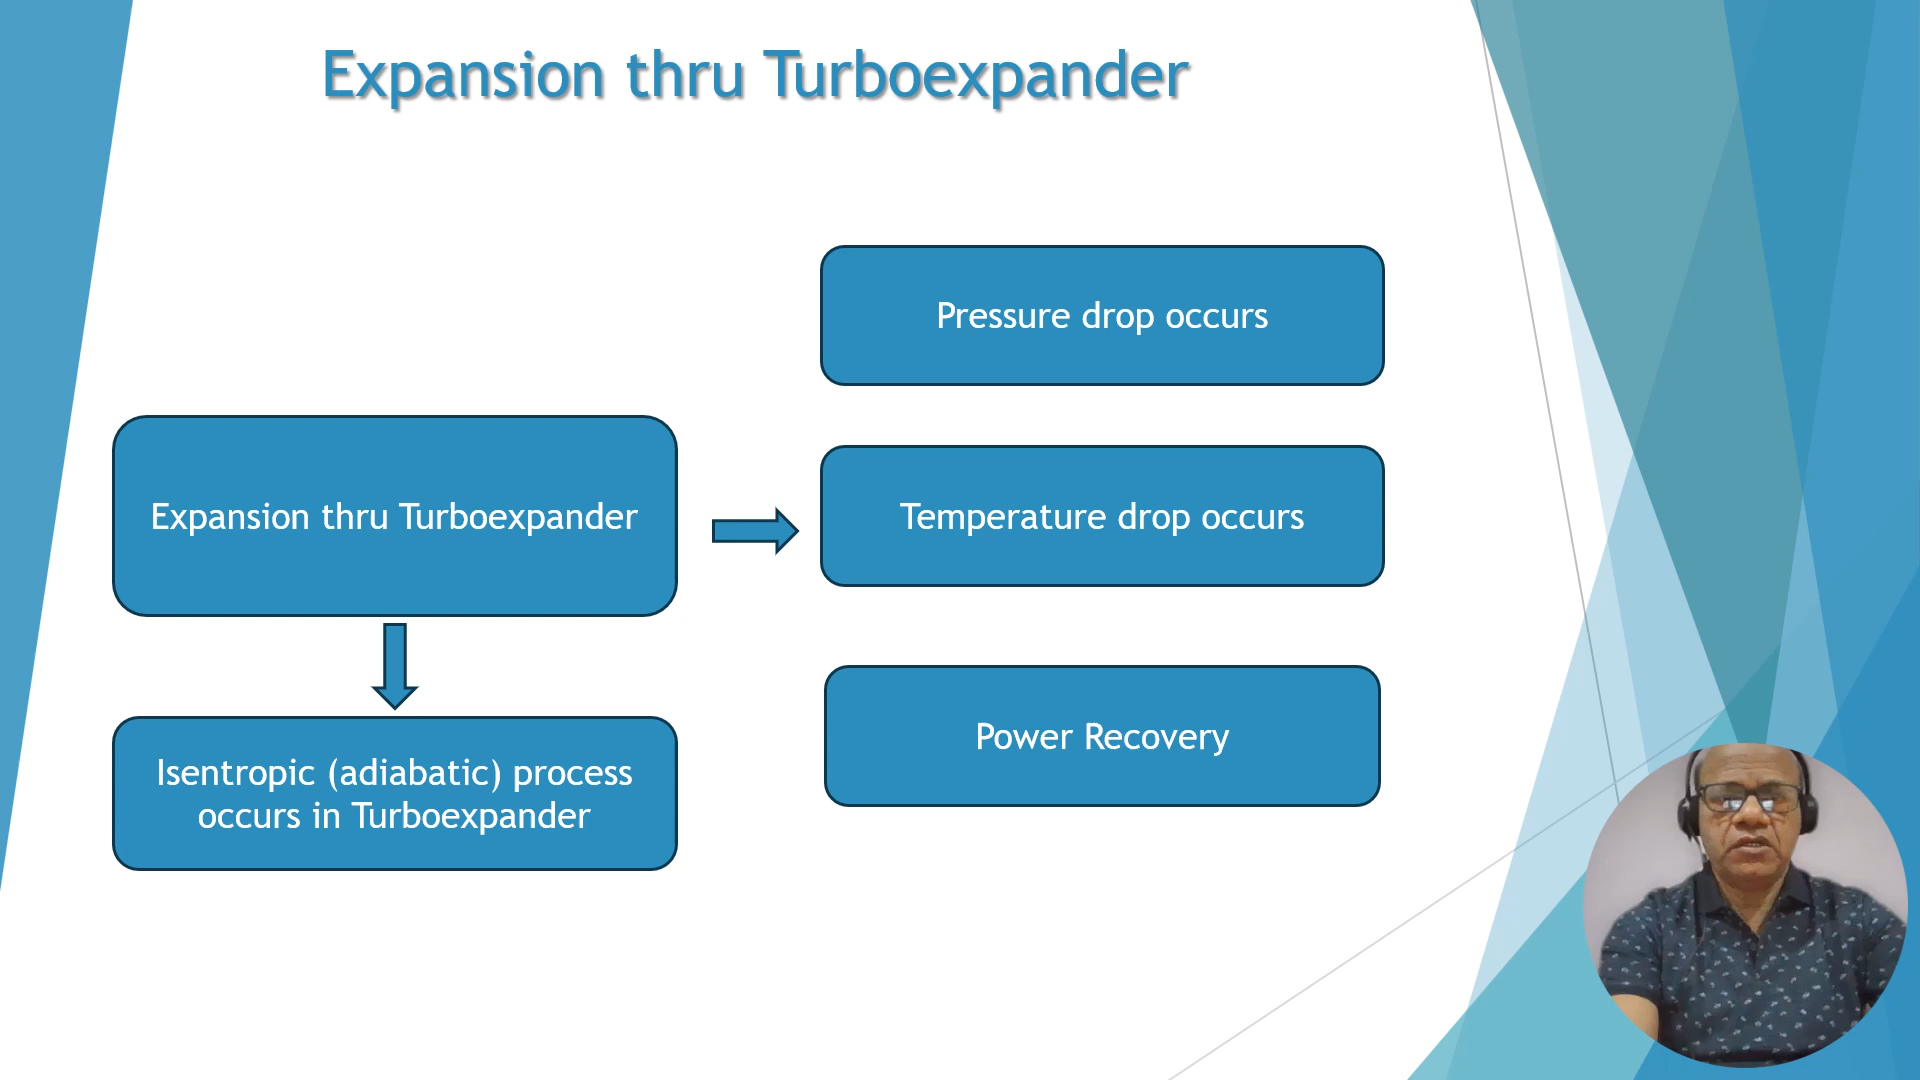 Expansion thru Turboexpander
Pressure drop occurs
Expansion thru Turboexpander
Temperature drop occurs
Isentropic (adiabatic) process
occurs in Turboexpander
Power Recovery